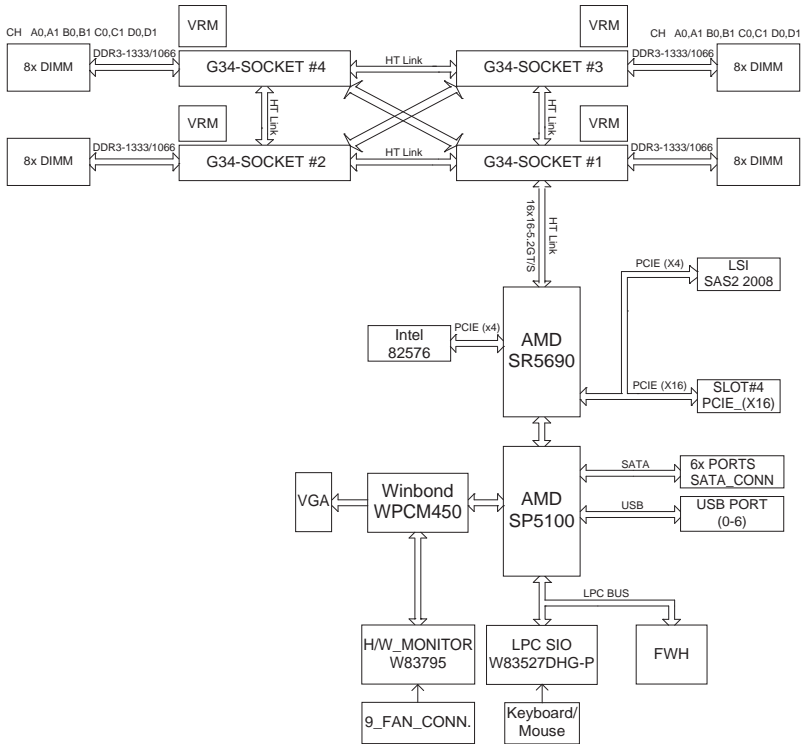 VRM
VRM
CH A0,A1 B0,B1 C0,C1 D0,D1
CH A0,A1 B0,B1 C0,C1 D0,D1
8x DIMM
DDR3-1333/1066
G34-SOCKET #4
HT Link
G34-SOCKET #3
DDR3-1333/1066
8x DIMM
HT Link
HT Link
VRM
VRM
8x DIMM
DDR3-1333/1066
G34-SOCKET #2
HT Link
G34-SOCKET #1
DDR3-1333/1066
8x DIMM
HT Link
16x16-5.2GT/S
PCIE (X4)
LSI
SAS2 2008
Intel
82576
PCIE (x4)
AMD
SR5690
PCIE (X16)
SLOT#4
PCIE_(X16)
VGA
Winbond
WPCM450
AMD
SP5100
SATA
6x PORTS
SATA_CONN
USB
USB PORT
(0-6)
LPC BUS
H/W_MONITOR
W83795
LPC SIO
W83527DHG-P
FWH
9_FAN_CONN.
Keyboard/
Mouse